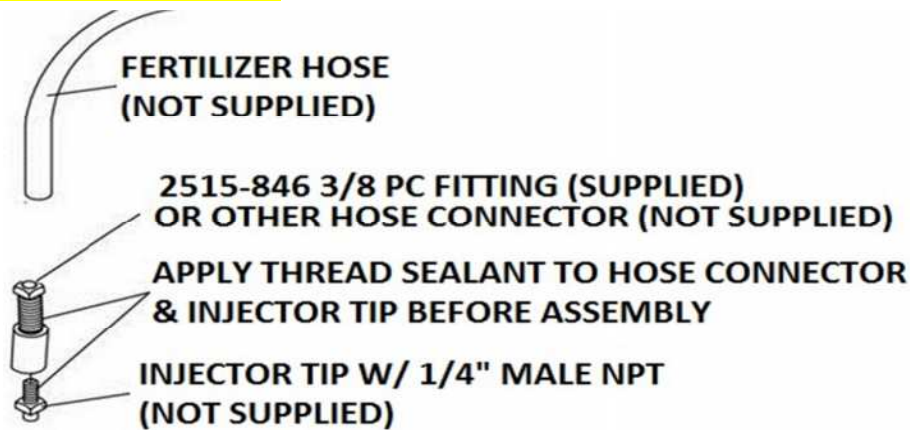 FERTILIZER HOSE
(NOT SUPPLIED)
2515-846 3/8 PC FITTING (SUPPLIED)
OR OTHER HOSE CONNECTOR (NOT SUPPLIED)
APPLY THREAD SEALANT TO HOSE CONNECTOR
& INJECTOR TIP BEFORE ASSEMBLY
INJECTOR TIP W/ 1/4" MALE NPT
(NOT SUPPLIED)